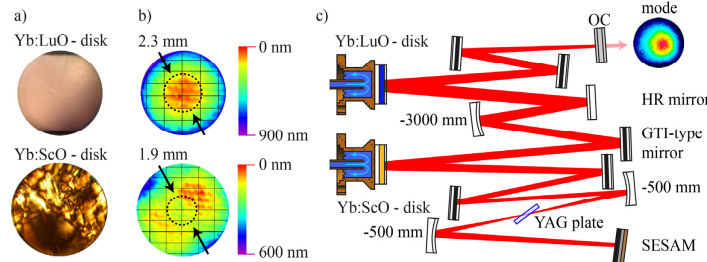 a)
b)
c)
2.3 mm
0 nm
900 nm
1.9 mm
0 nm
600 nm
Yb:LuO - disk
Yb:ScO - disk
Yb:LuO - disk
OC
mode
HR mirror
-3000 mm
GTI-type
mirror
-500 mm
Yb:ScO - disk
YAG plate
-500 mm
SESAM